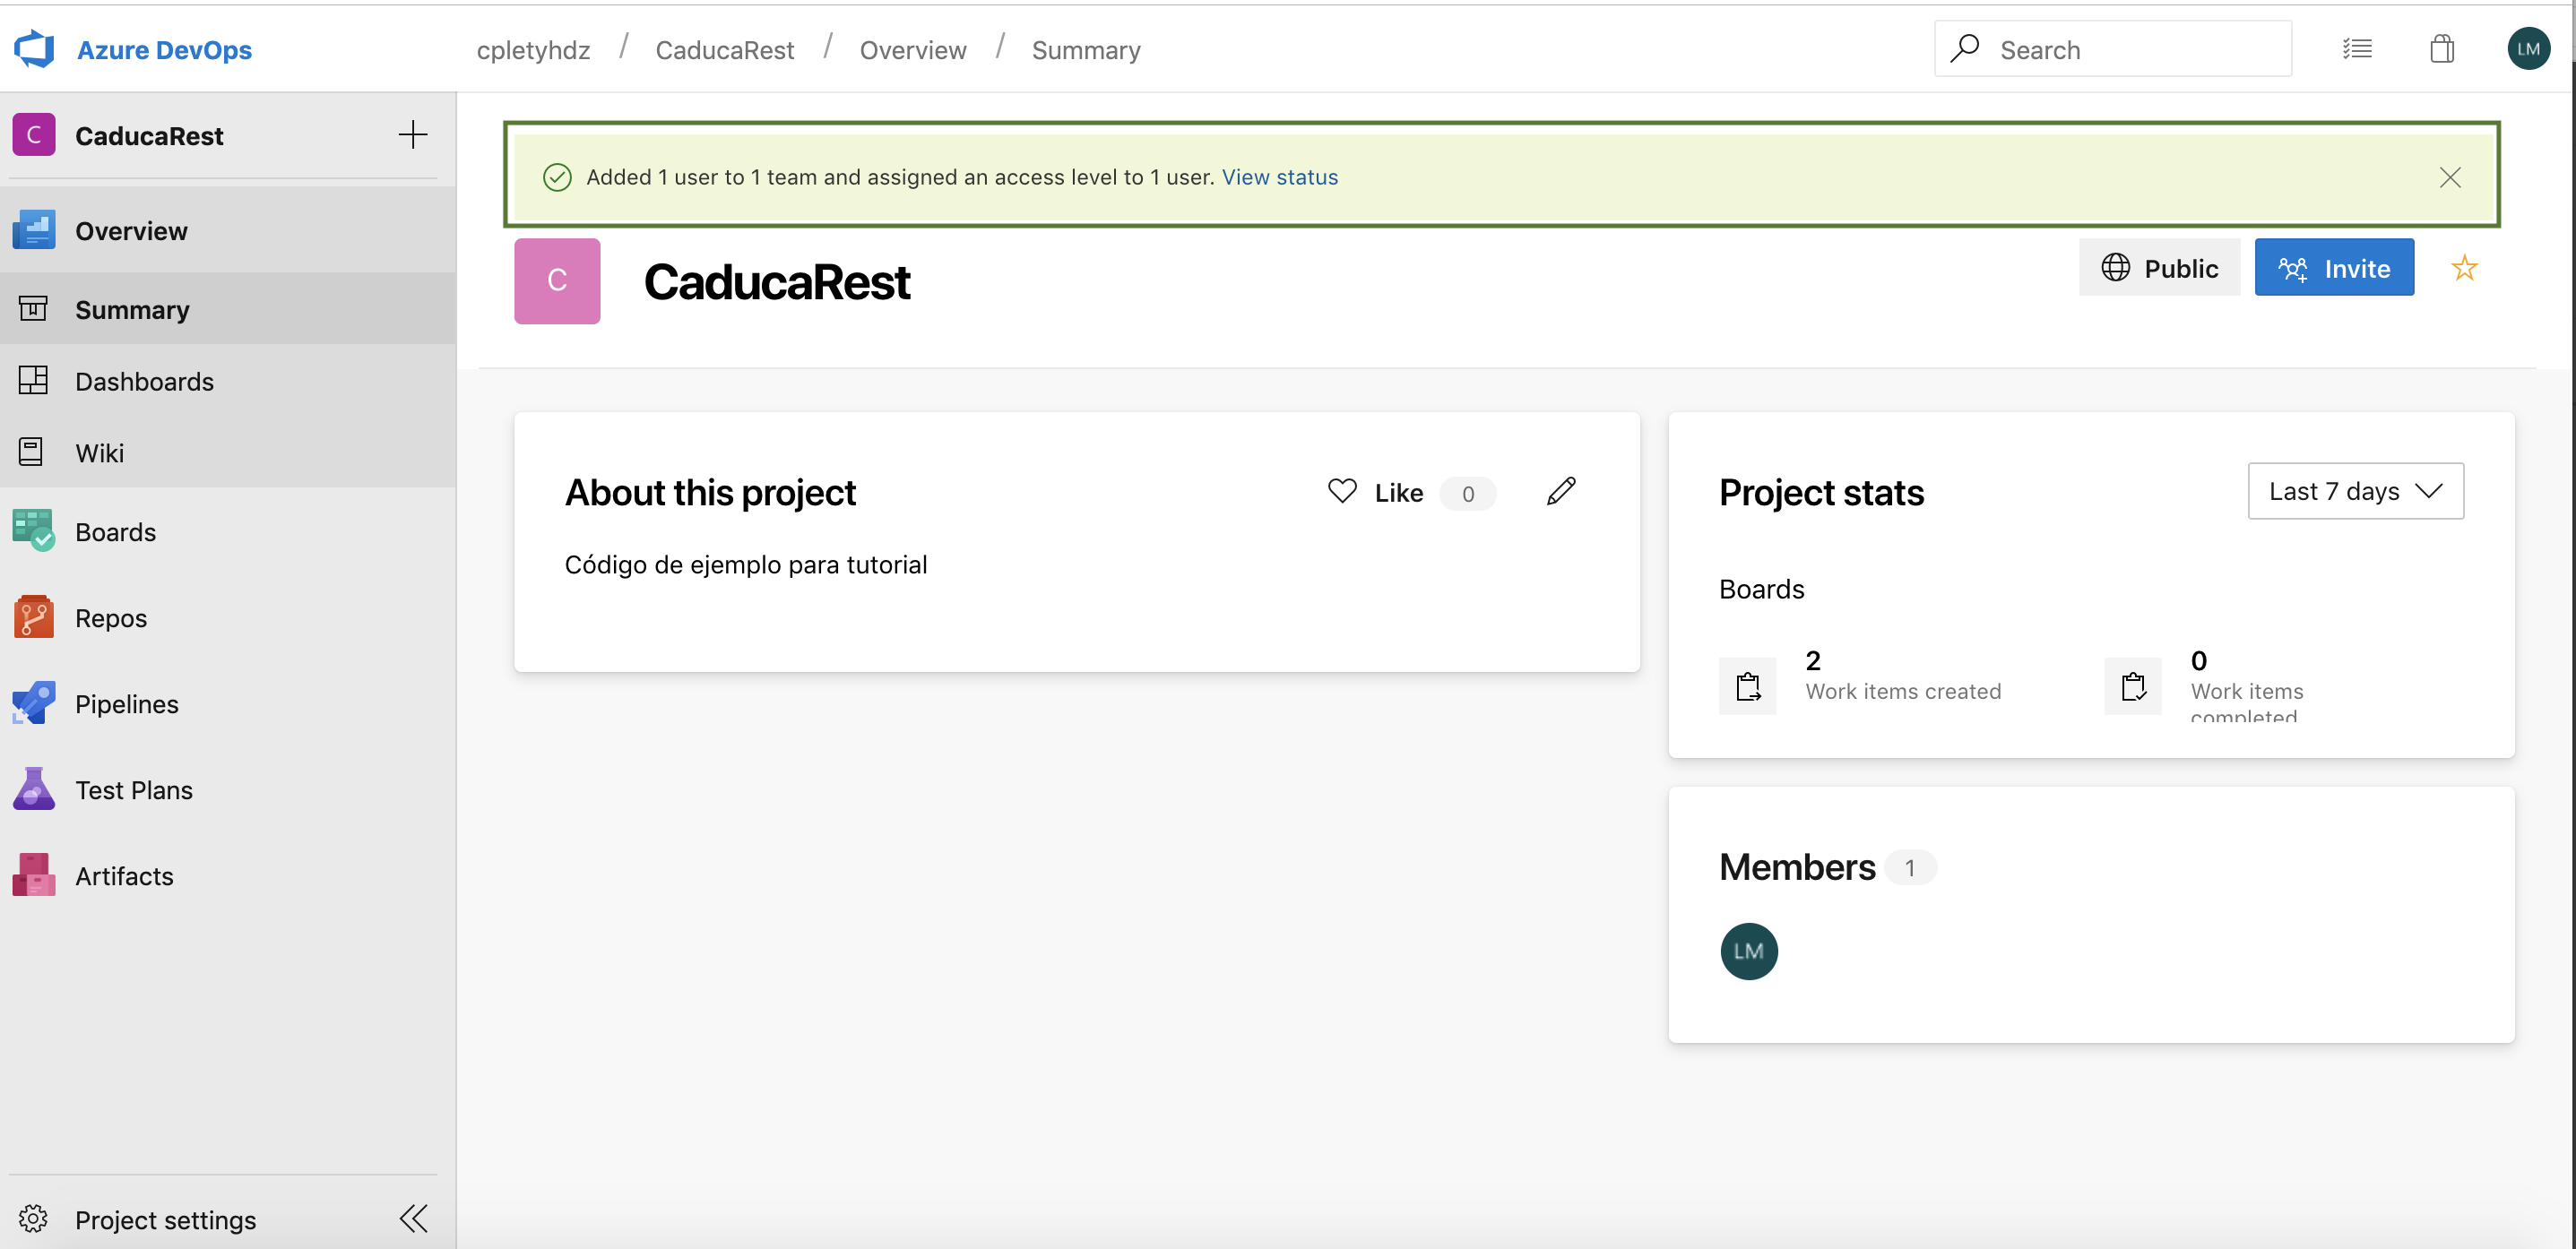 Azure DevOps
cpletyhdz / CaducaRest / Overview / Summary
Search
LM
C CaducaRest
Overview
Summary
Dashboards
Wiki
Boards
Repos
Pipelines
Test Plans
Artifacts
Project settings
Added 1 user to 1 team and assigned an access level to 1 user. View status
C
CaducaRest
Public
Invite
About this project
Like 0
Código de ejemplo para tutorial
Project stats
Last 7 days
Boards
2
Work items created
0
Work items
completed
Members 1
LM